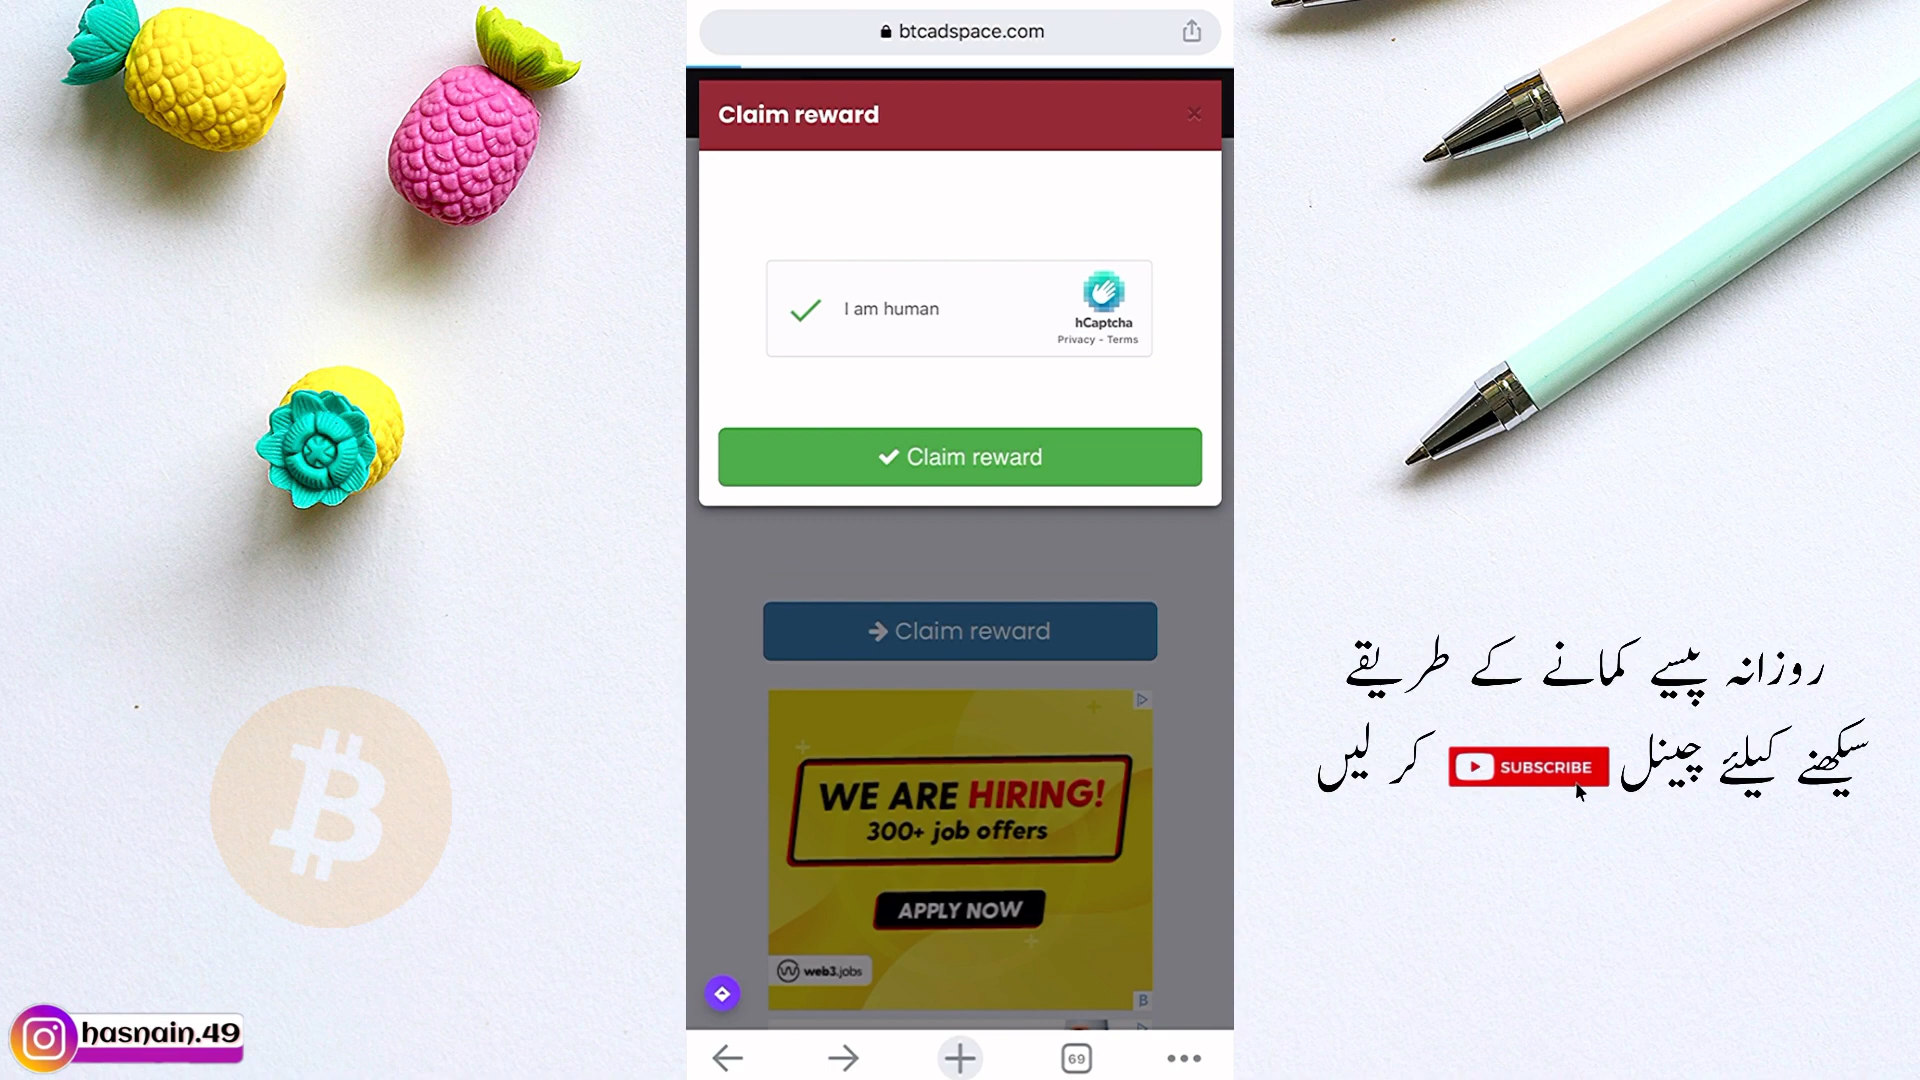 btcadspace.com
Claim reward
I am human
hCaptcha
Privacy - Terms
Claim reward
Claim reward
WE ARE HIRING!
300+ job offers
APPLY NOW
web3.jobs
B
69
روزانہ پیسے کمانے کے طریقے
سیکھنے کیلئے چینل SUBSCRIBE کر لیں
hasnain.49